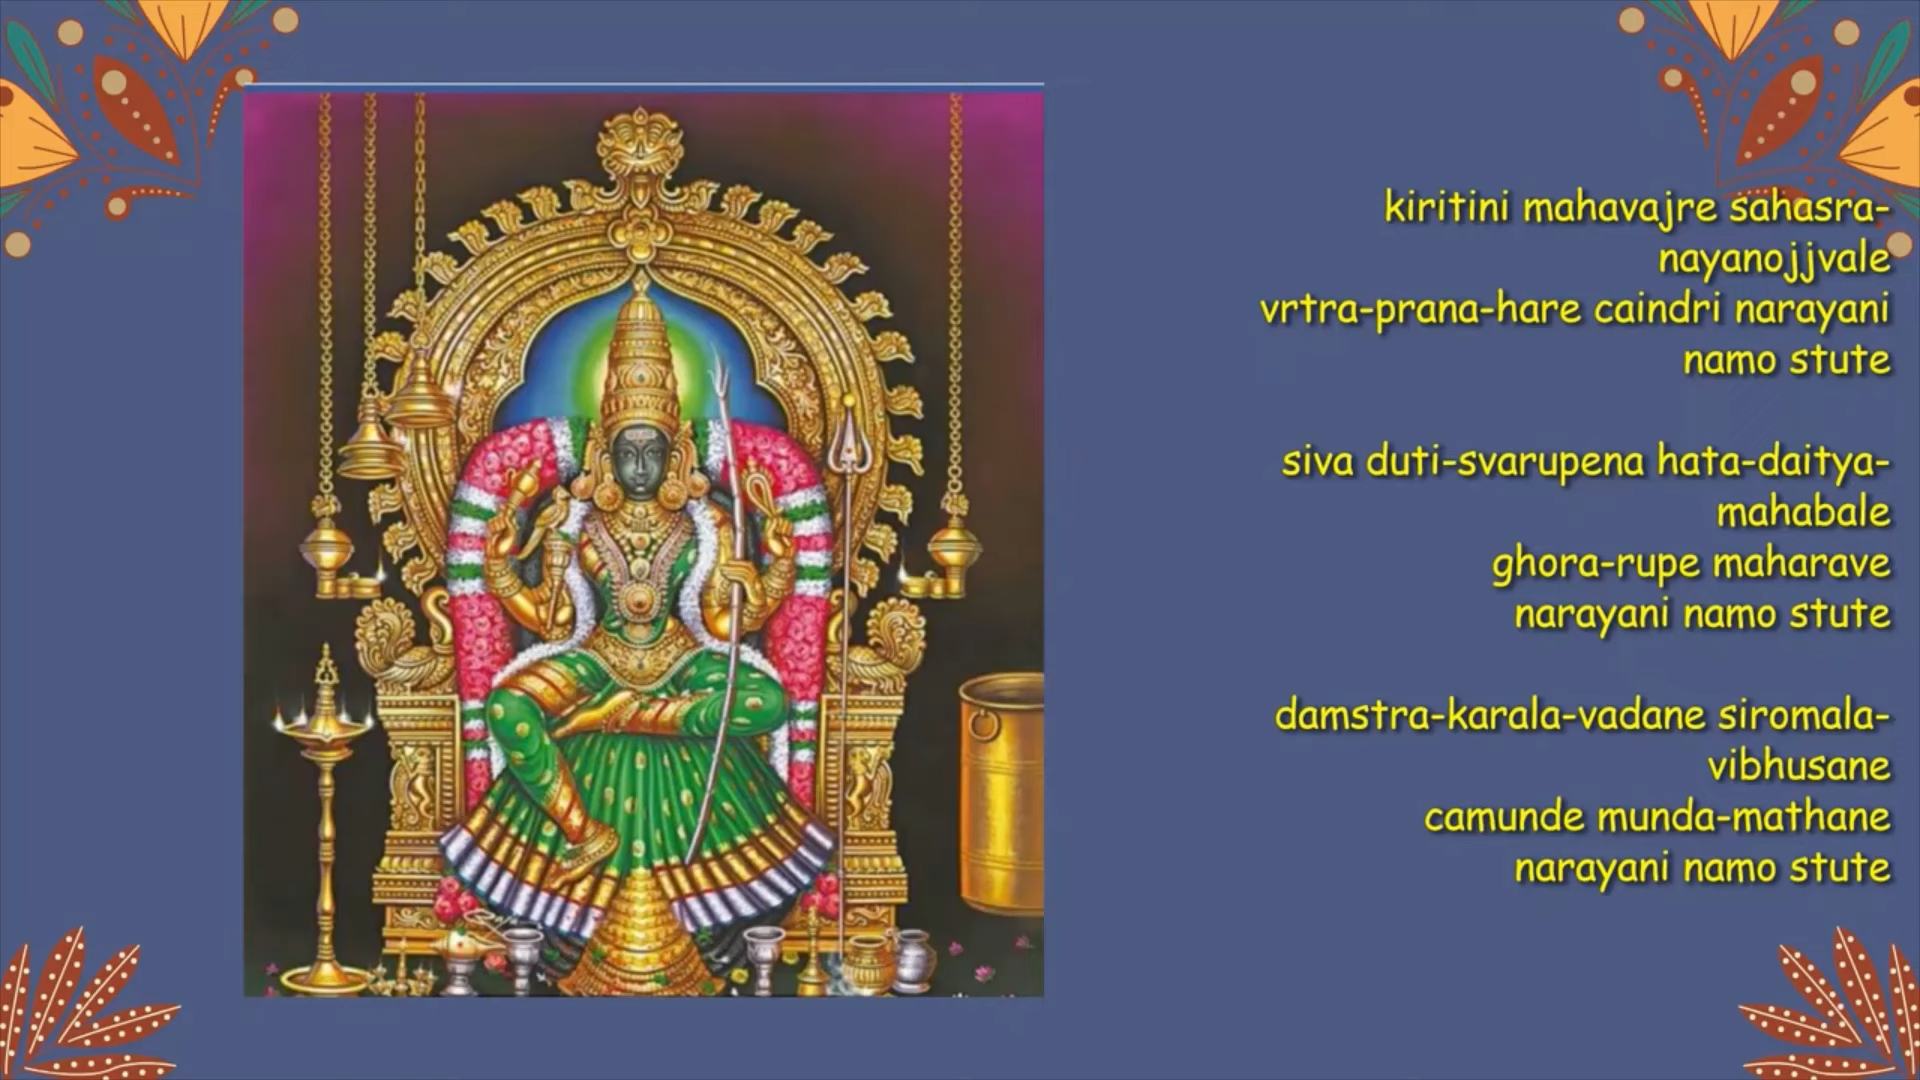 kiritini mahavajre sahasra-
nayanojjvale
vrtra-prana-hare caindri narayani
namo stute
siva duti-svarupena hata-daitya-
mahabale
ghora-rupe maharave
narayani namo stute
damstra-karala-vadane siromala-
vibhusane
camunde munda-mathane
narayani namo stute